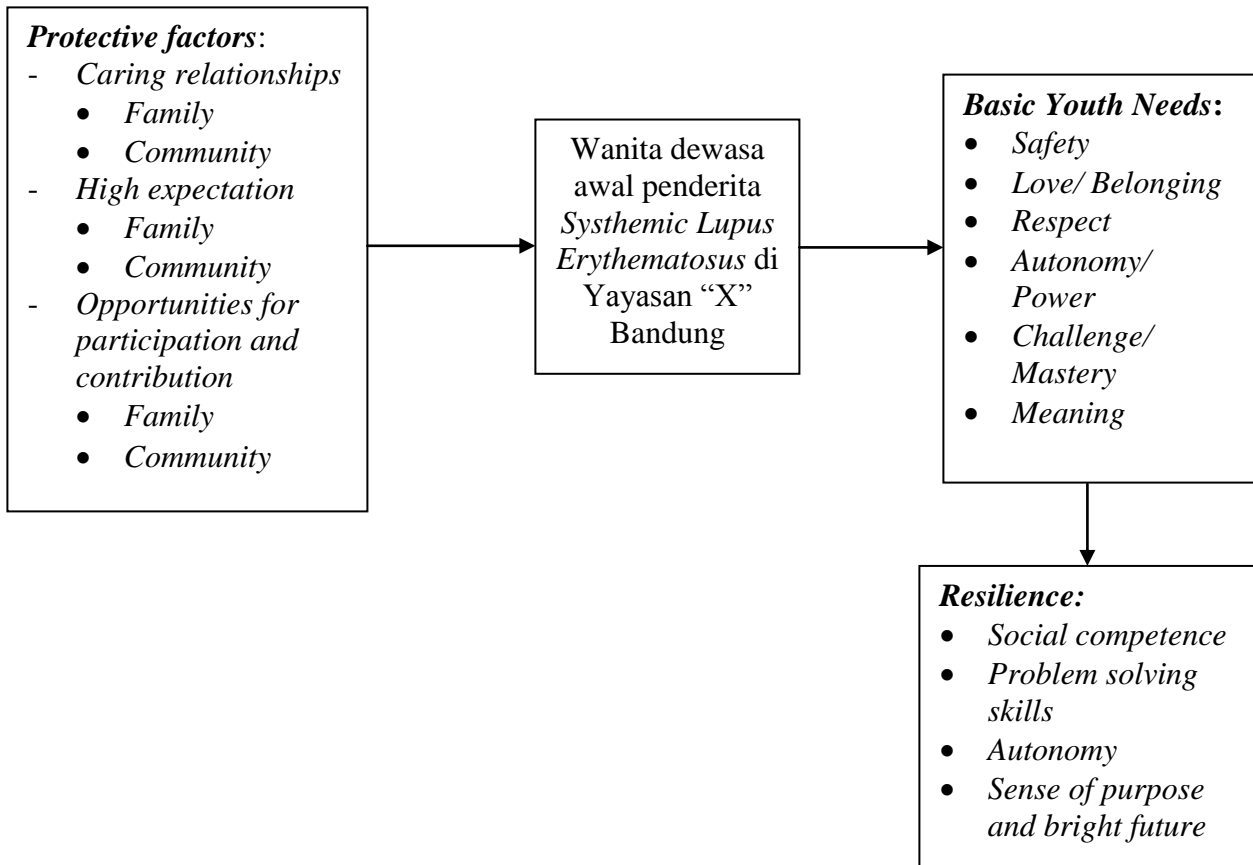 Protective factors:
- Caring relationships
• Family
• Community
- High expectation
• Family
• Community
- Opportunities for
participation and
contribution
• Family
• Community
Wanita dewasa
awal penderita
Systhemic Lupus
Erythematosus di
Yayasan “X”
Bandung
Basic Youth Needs:
• Safety
• Love/ Belonging
• Respect
• Autonomy/
Power
• Challenge/
Mastery
• Meaning
Resilience:
• Social competence
• Problem solving
skills
• Autonomy
• Sense of purpose
and bright future